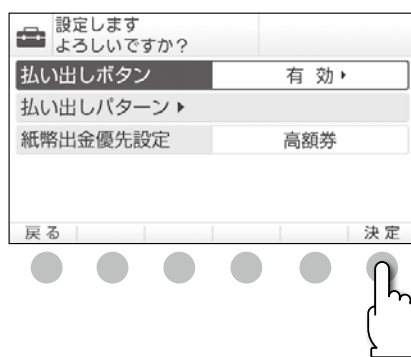 設定します
よろしいですか？
払い出しボタン 有 効▶
払い出しパターン▶
紙幣出金優先設定 高額券
戻る 決定